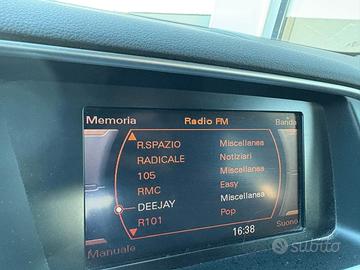 Memoria Radio FM Banda
R.SPAZIO Miscellanea
RADICALE Notiziari
105 Miscellanea
RMC Easy
DEEJAY Miscellanea
R101 Pop
Manuale 16:38 Suono
subito